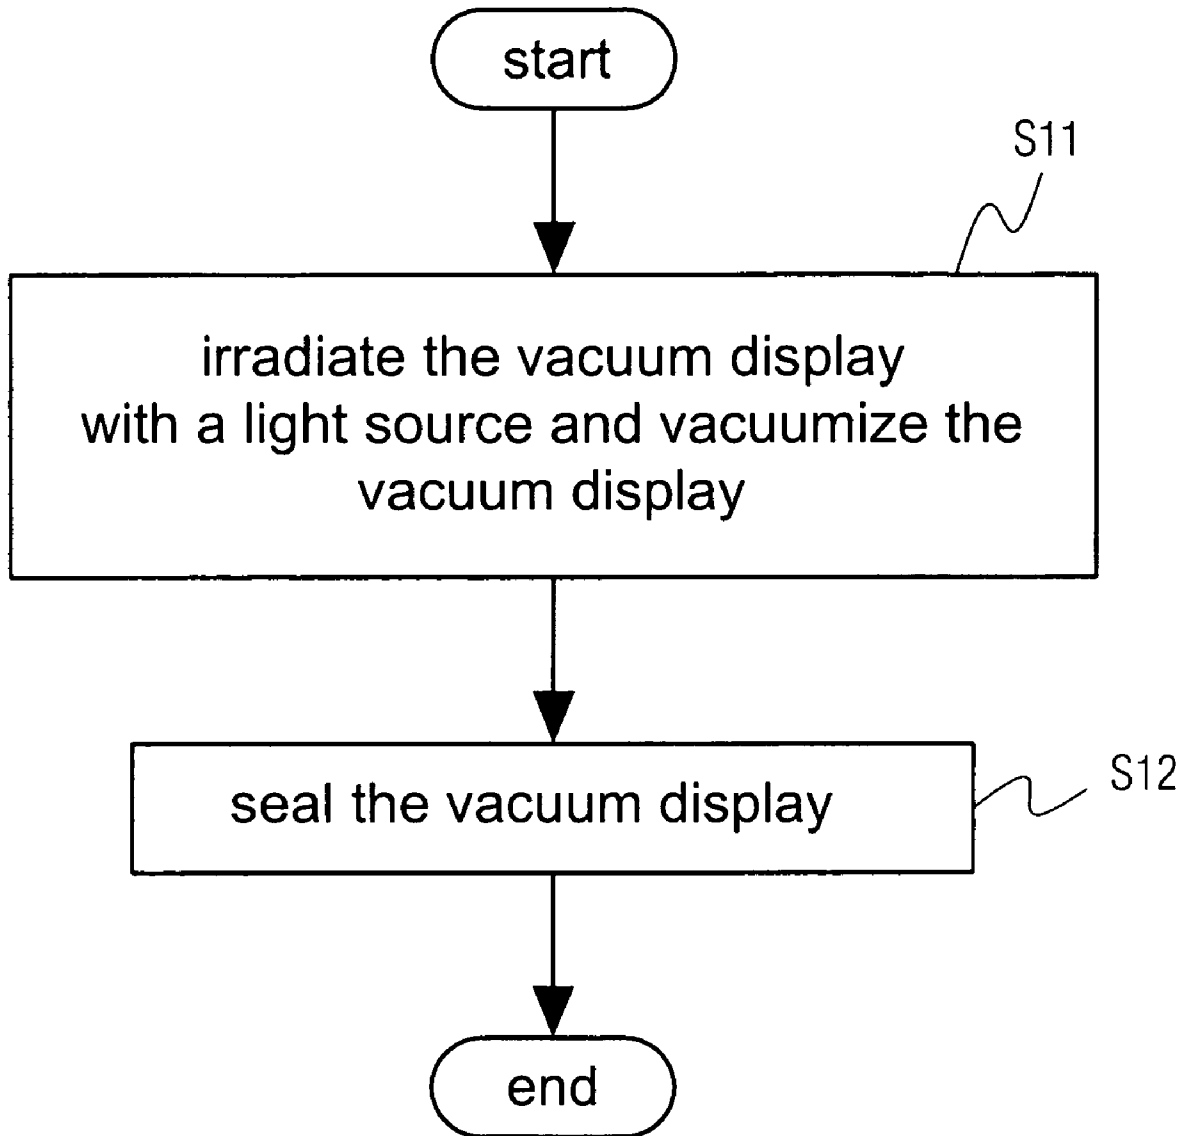 start
S11
irradiate the vacuum display
with a light source and vacuumize the
vacuum display
seal the vacuum display
S12
end